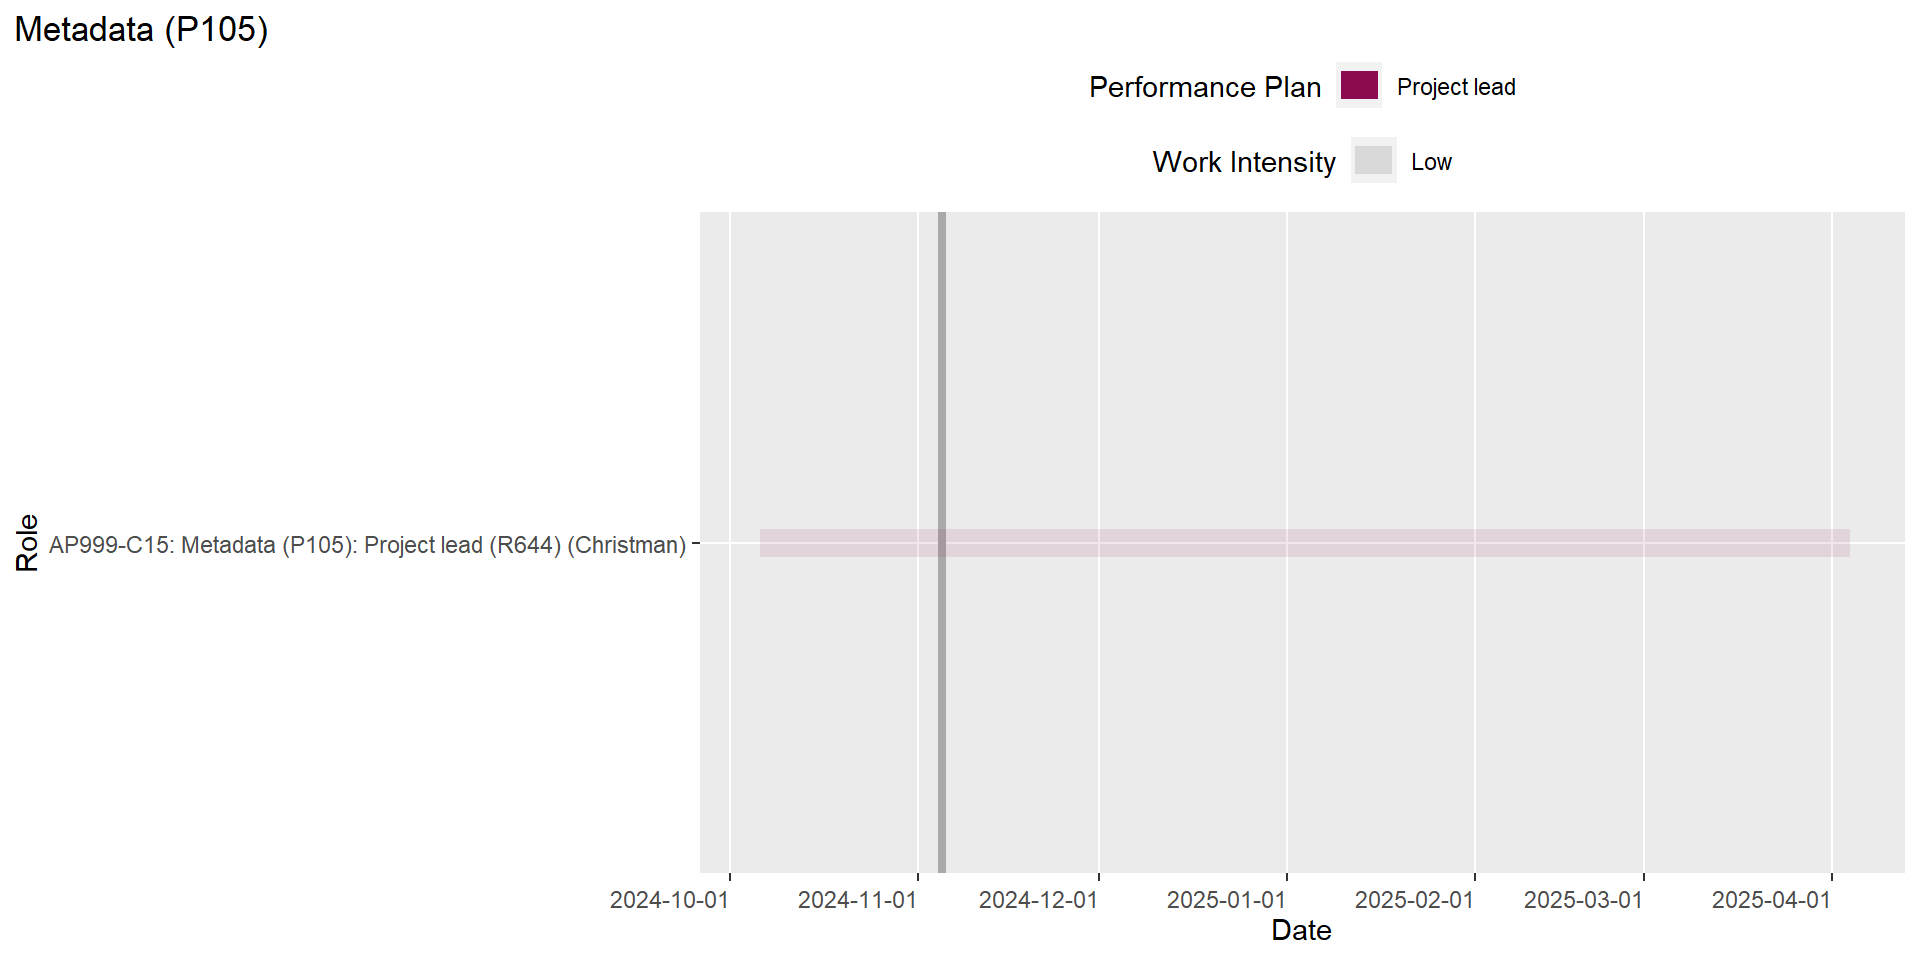 Metadata (P105)
Performance Plan Project lead
Work Intensity Low
Role
AP999-C15: Metadata (P105): Project lead (R644) (Christman)
2024-10-01 2024-11-01 2024-12-01 2025-01-01 2025-02-01 2025-03-01 2025-04-01
Date